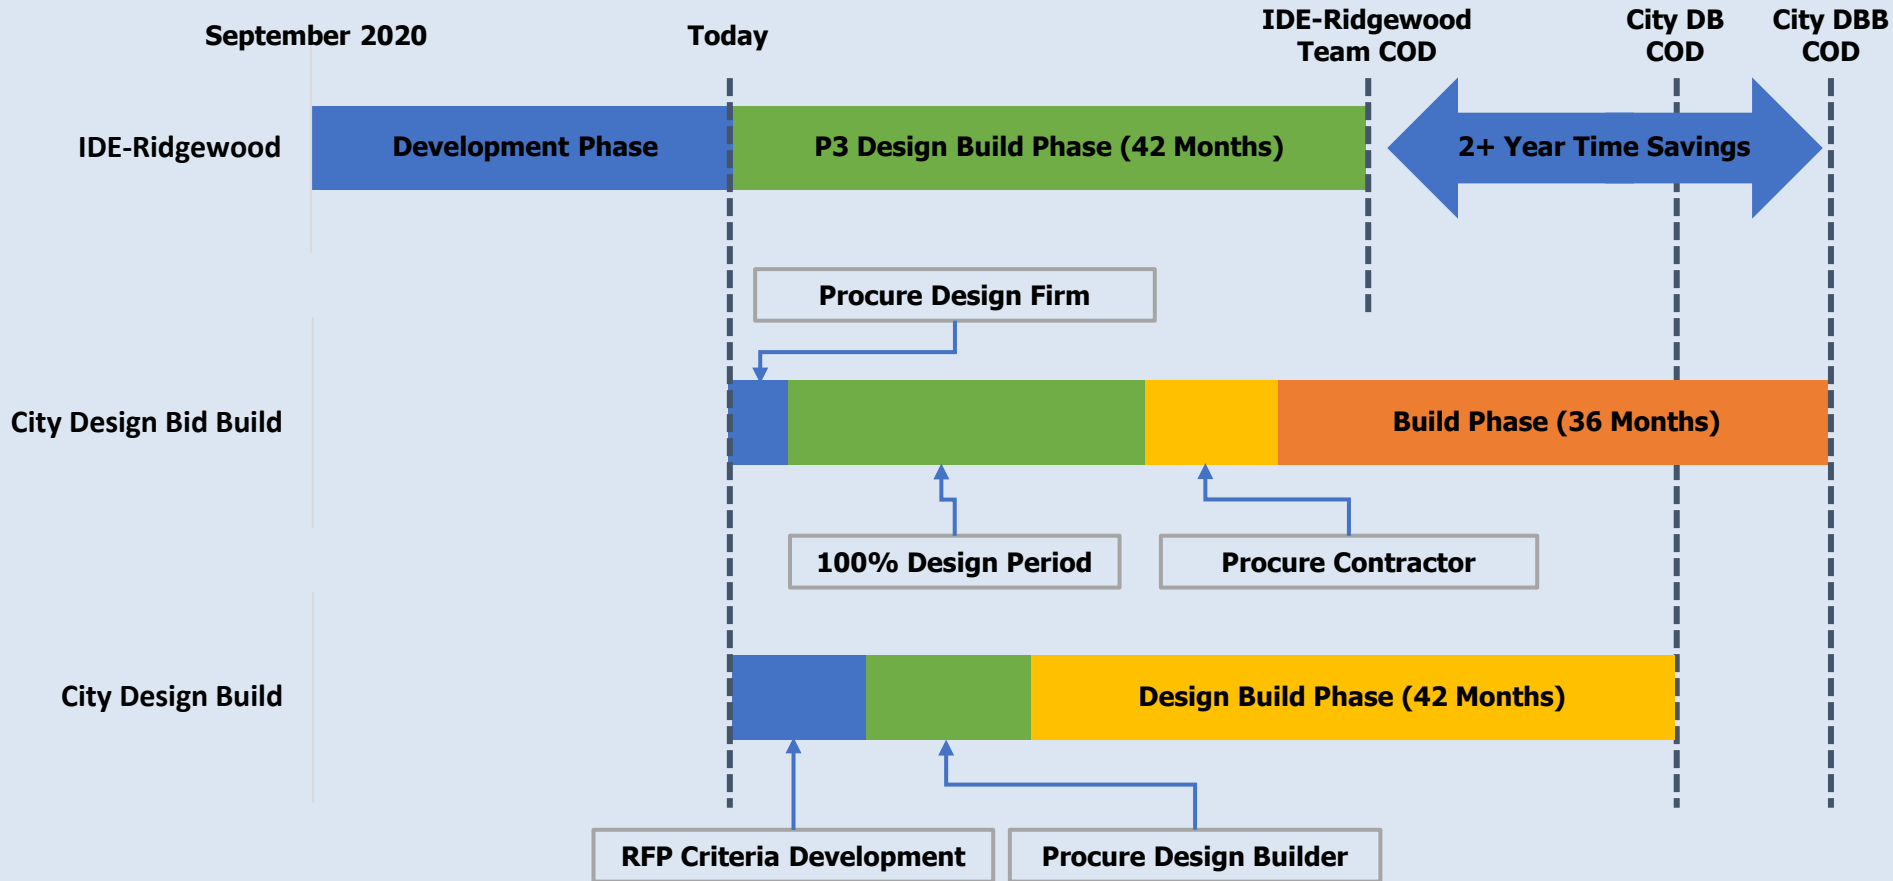 September 2020
Today
IDE-Ridgewood
Team COD
City DB
COD
City DBB
COD
IDE-Ridgewood
Development Phase
P3 Design Build Phase (42 Months)
2+ Year Time Savings
Procure Design Firm
City Design Bid Build
Build Phase (36 Months)
100% Design Period
Procure Contractor
City Design Build
Design Build Phase (42 Months)
RFP Criteria Development
Procure Design Builder